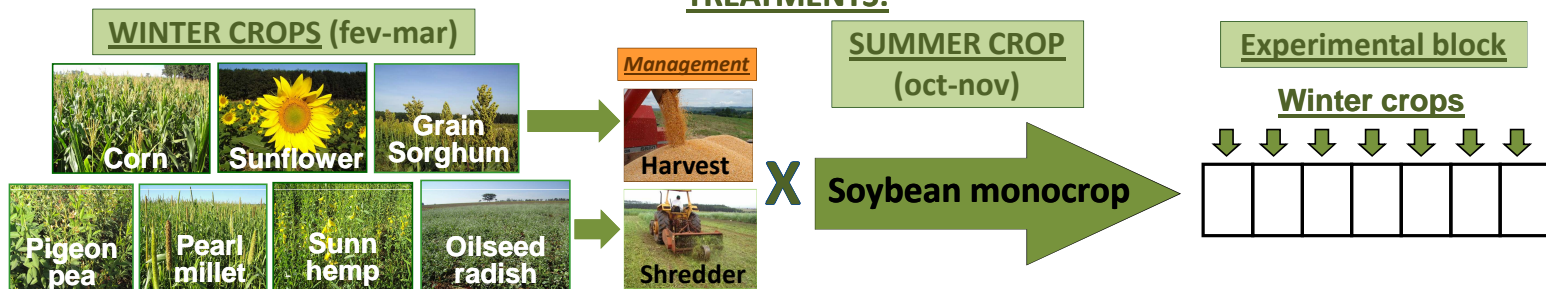 TREATMENTS:
WINTER CROPS (fev-mar)
Corn
Sunflower
Grain
Sorghum
Pigeon
pea
Pearl
millet
Sunn
hemp
Oilseed
radish
Management
Harvest
Shredder
X
SUMMER CROP
(oct-nov)
Soybean monocrop
Experimental block
Winter crops